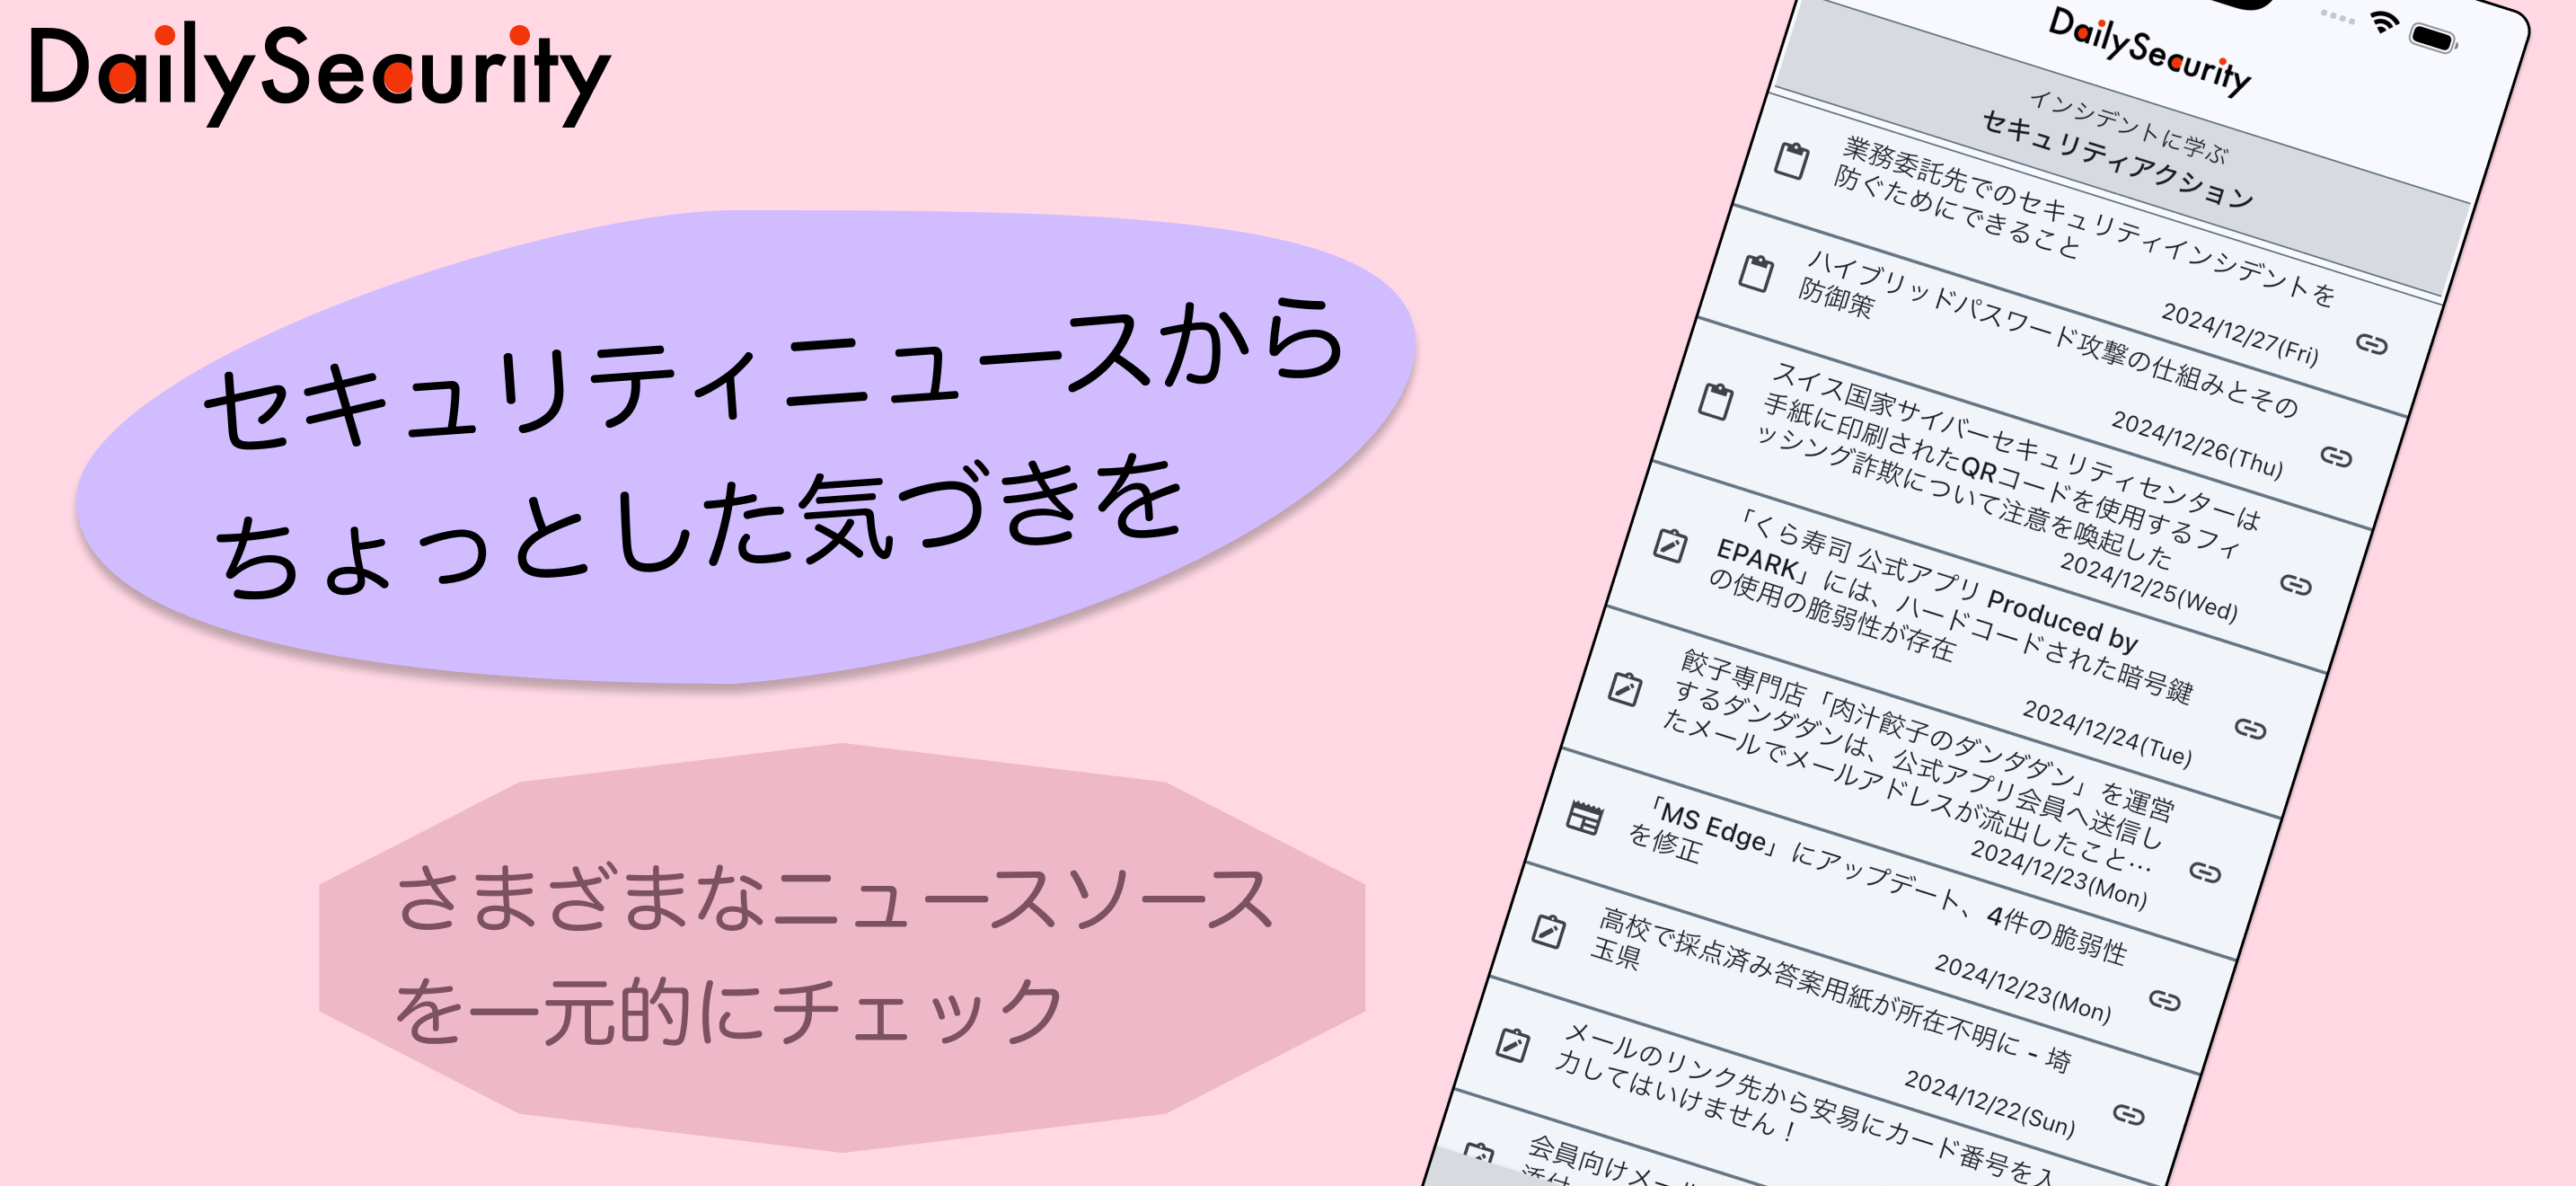 DailySecurity
セキュリティニュースから
ちょっとした気づきを
さまざまなニュースソース
を一元的にチェック
DailySecurity
インシデントに学ぶ
セキュリティアクション
業務委託先でのセキュリティインシデントを
防ぐためにできること
2024/12/27(Fri)
ハイブリッドパスワード攻撃の仕組みとその
防御策
2024/12/26(Thu)
スイス国家サイバーセキュリティセンターは
手紙に印刷されたQRコードを使用するフィ
ッシング詐欺について注意を喚起した
2024/12/25(Wed)
「くら寿司 公式アプリ Produced by
EPARK」には、ハードコードされた暗号鍵
の使用の脆弱性が存在
2024/12/24(Tue)
餃子専門店「肉汁餃子のダンダダン」を運営
するダンダダンは、公式アプリ会員へ送信し
たメールでメールアドレスが流出したこと…
2024/12/23(Mon)
「MS Edge」にアップデート、4件の脆弱性
を修正
2024/12/23(Mon)
高校で採点済み答案用紙が所在不明に - 埼
玉県
2024/12/22(Sun)
メールのリンク先から安易にカード番号を入
力してはいけません！
会員向けメール